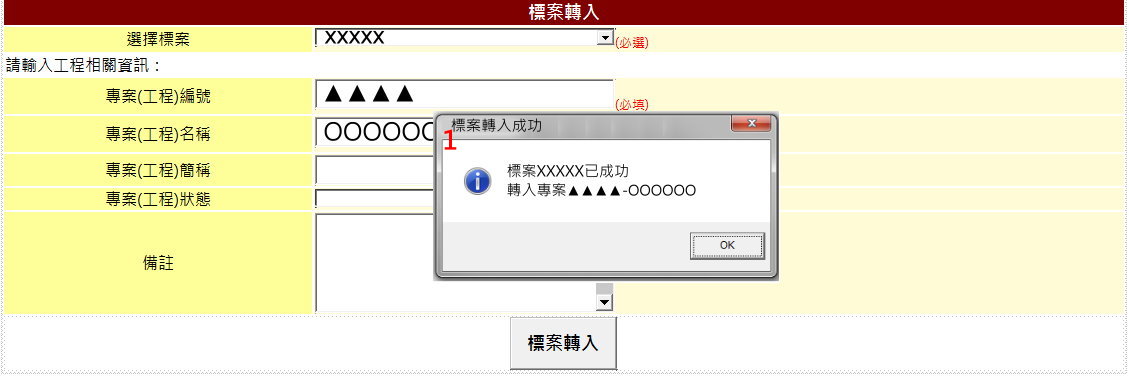 標案轉入
選擇標案 XXXXX (必選)
請輸入工程相關資訊：
專案(工程)編號 ▲▲▲▲ (必填)
專案(工程)名稱 OOOOOO
專案(工程)簡稱
專案(工程)狀態
備註
標案轉入
1
標案轉入成功
標案XXXXX已成功
轉入專案▲▲▲▲-OOOOOO
OK